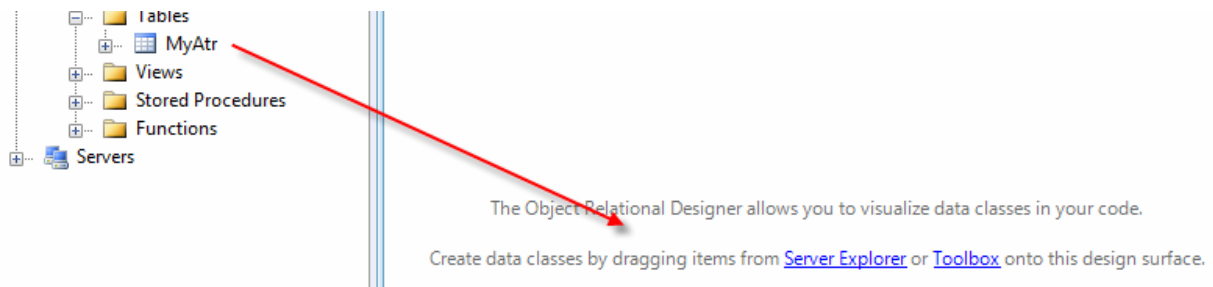 Tables
MyAtr
Views
Stored Procedures
Functions
Servers
The Object Relational Designer allows you to visualize data classes in your code.
Create data classes by dragging items from Server Explorer or Toolbox onto this design surface.